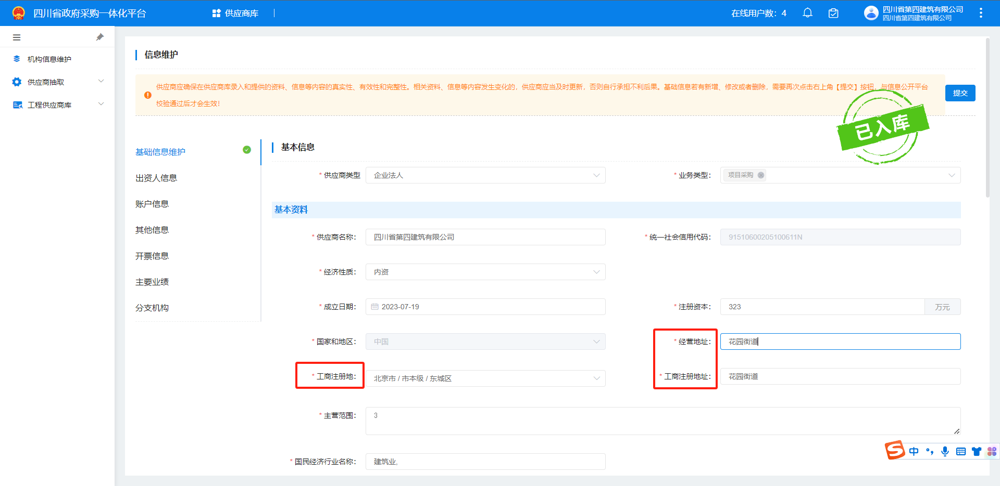 四川省政府采购一体化平台
供应商库
在线用户数：4
四川省第四建筑有限公司
四川省第四建筑有限公司
机构信息维护
供应商抽取
工程供应商库
信息维护
供应商应确保在供应商库录入和提供的资料、信息等内容的真实性、有效性和完整性。相关资料、信息等内容发生变化的，供应商应当及时更新，否则自行承担不利后果。基础信息若有新增、修改或者删除，需要再次点击右上角【提交】按钮，与信息公开平台
校验通过后才会生效！
提交
已入库
基础信息维护
出资人信息
账户信息
其他信息
开票信息
主要业绩
分支机构
基本信息
* 供应商类型 企业法人
* 业务类型： 项目采购
基本资料
* 供应商名称： 四川省第四建筑有限公司
* 统一社会信用代码： 91510600205100611N
* 经济性质： 内资
* 成立日期： 2023-07-19
* 注册资本： 323 万元
* 国家和地区： 中国
* 经营地址： 花园街道
* 工商注册地： 北京市 / 市本级 / 东城区
* 工商注册地址： 花园街道
* 主营范围： 3
* 国民经济行业名称： 建筑业,
中